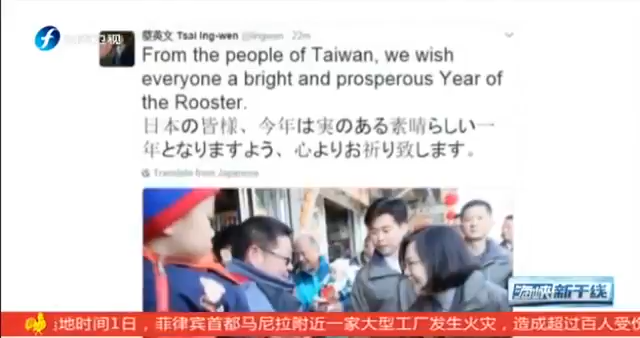 蔡英文 Tsai Ing-wen @iingwen 22m
From the people of Taiwan, we wish
everyone a bright and prosperous Year of
the Rooster.
日本の皆様、今年は実のある素晴らしい一
年となりますよう、心よりお祈り致します。
Translate from Japanese
海峡新干线
地时间1日，菲律宾首都马尼拉附近一家大型工厂发生火灾，造成超过百人受伤